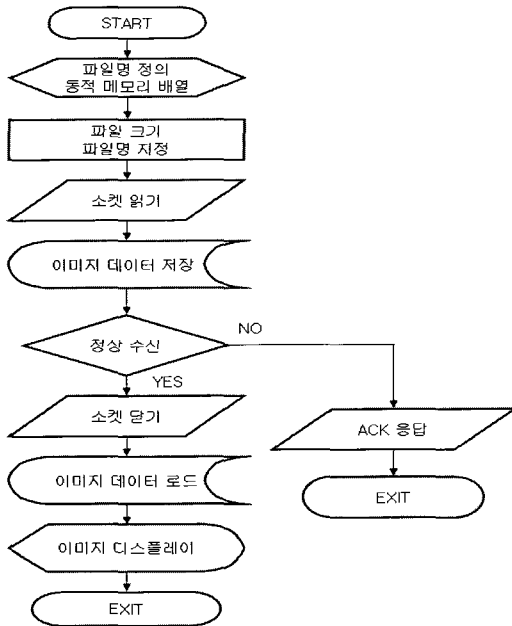 START
파일명 정의
동적 메모리 배열
파일 크기
파일명 지정
소켓 읽기
이미지 데이터 저장
정상 수신
NO
YES
소켓 닫기
ACK 응답
이미지 데이터 로드
EXIT
이미지 디스플레이
EXIT